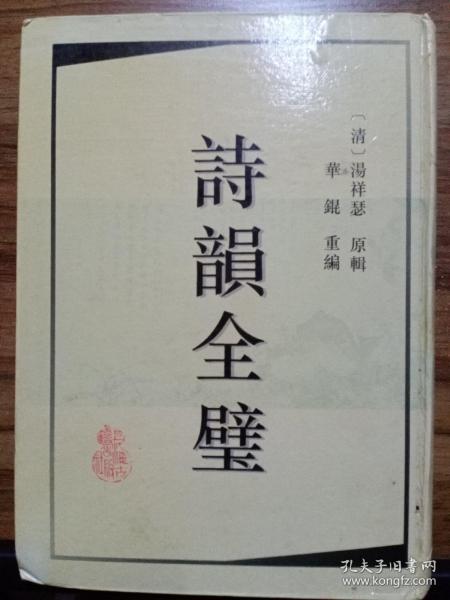 〔清〕湯祥瑟 原輯
華錕 重編
詩韻全璧
孔夫子旧书网
www.kongfz.com